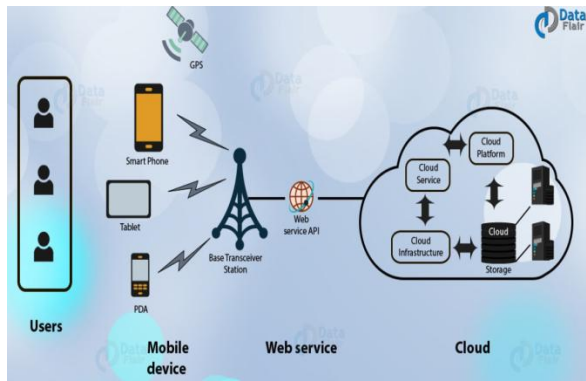 Data
Flair
GPS
Smart Phone
Tablet
PDA
Base Transceiver
Station
Web
service API
Cloud
Service
Cloud
Platform
Cloud
Infrastructure
Cloud
Storage
Users
Mobile
device
Web service
Cloud